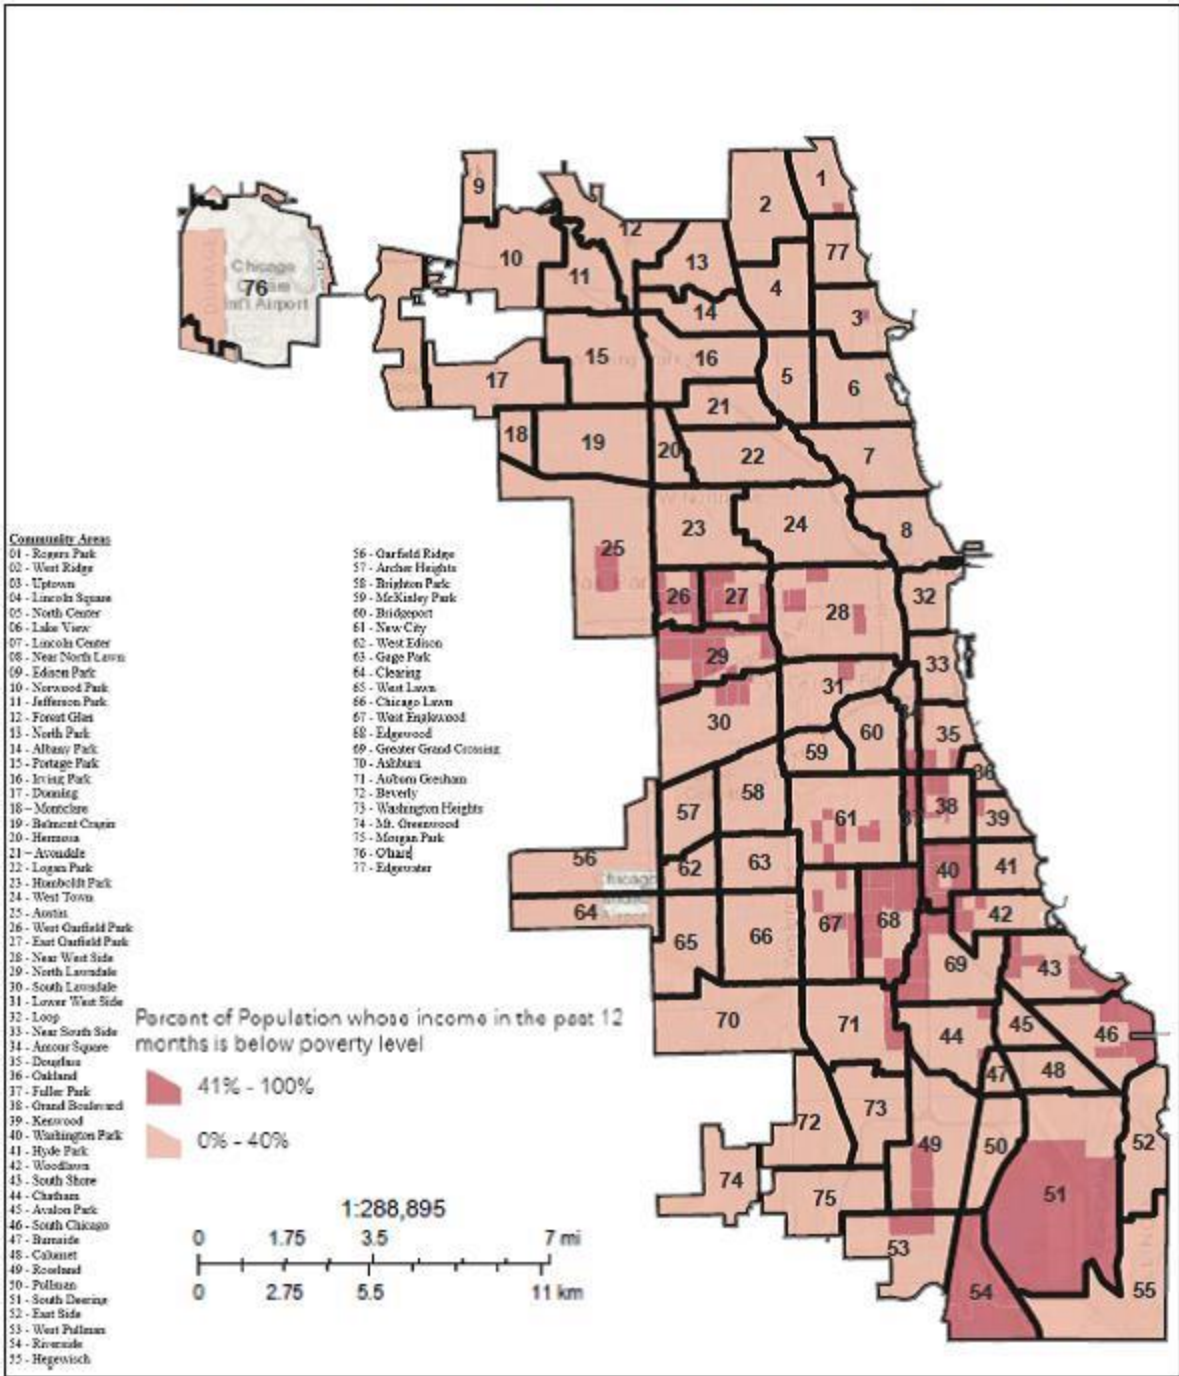 9
1
2
12
77
10
13
11
4
Chicago
76
Int'l Airport
14
3
15
16
5
17
6
21
18
19
20
22
7
23
24
8
25
26
27
28
32
29
33
31
30
60
35
59
36
58
57
38
39
61
37
56
62
63
40
41
Chicago
Airport
64
67
68
42
65
66
69
43
70
71
44
45
46
47
48
72
73
49
50
52
74
75
51
53
54
55
Community Areas
01 - Rogers Park
02 - West Ridge
03 - Uptown
04 - Lincoln Square
05 - North Center
06 - Lake View
07 - Lincoln Center
08 - Near North Lawn
09 - Edison Park
10 - Norwood Park
11 - Jefferson Park
12 - Forest Glen
13 - North Park
14 - Albany Park
15 - Portage Park
16 - Irving Park
17 - Dunning
18 – Montclare
19 - Belmont Cragin
20 - Hermosa
21 – Avondale
22 - Logan Park
23 - Humboldt Park
24 - West Town
25 - Austin
26 - West Garfield Park
27 - East Garfield Park
28 - Near West Side
29 - North Lawndale
30 - South Lawndale
31 - Lower West Side
32 - Loop
33 - Near South Side
34 - Amour Square
35 - Douglass
36 - Oakland
37 - Fuller Park
38 - Grand Boulevard
39 - Kenwood
40 - Washington Park
41 - Hyde Park
42 - Woodlawn
43 - South Shore
44 - Chatham
45 - Avalon Park
46 - South Chicago
47 - Burnside
48 - Calumet
49 - Roseland
50 - Pullman
51 - South Deering
52 - East Side
53 - West Pullman
54 - Riverside
55 - Hegewisch
56 - Garfield Ridge
57 - Archer Heights
58 - Brighton Park
59 - McKinley Park
60 - Bridgeport
61 - New City
62 - West Edison
63 - Gage Park
64 - Clearing
65 - West Lawn
66 - Chicago Lawn
67 - West Englewood
68 - Edgewood
69 - Greater Grand Crossing
70 - Ashburn
71 - Auborn Gresham
72 - Beverly
73 - Washington Heights
74 - Mt. Greenwood
75 - Morgan Park
76 - O'hare
77 - Edgewater
Percent of Population whose income in the past 12
months is below poverty level
41% - 100%
0% - 40%
1:288,895
0 1.75 3.5 7 mi
0 2.75 5.5 11 km